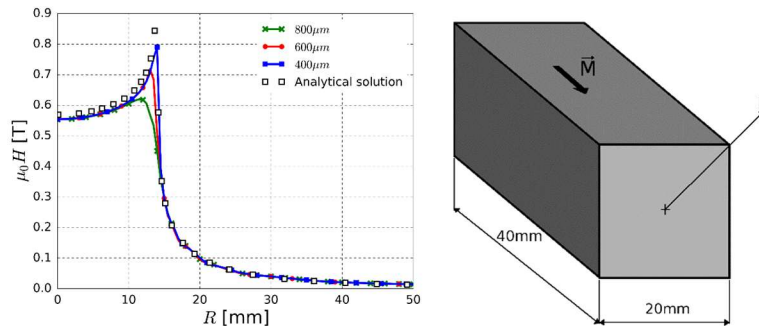 0.9
0.8
0.7
0.6
0.5
0.4
0.3
0.2
0.1
0.0
μ₀H [T]
0 10 20 30 40 50
R [mm]
800μm
600μm
400μm
Analytical solution
M⃗
40mm
20mm